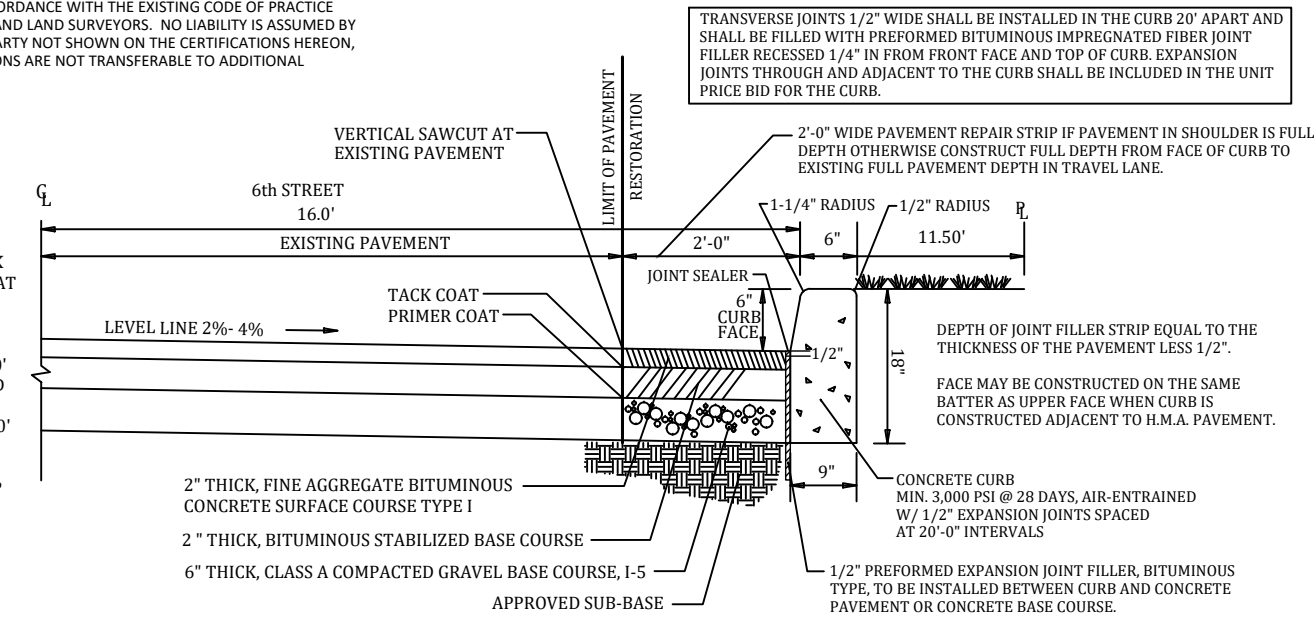 ORDANCE WITH THE EXISTING CODE OF PRACTICE
AND LAND SURVEYORS. NO LIABILITY IS ASSUMED BY
ARTY NOT SHOWN ON THE CERTIFICATIONS HEREON,
ONS ARE NOT TRANSFERABLE TO ADDITIONAL
TRANSVERSE JOINTS 1/2" WIDE SHALL BE INSTALLED IN THE CURB 20' APART AND
SHALL BE FILLED WITH PREFORMED BITUMINOUS IMPREGNATED FIBER JOINT
FILLER RECESSED 1/4" IN FROM FRONT FACE AND TOP OF CURB. EXPANSION
JOINTS THROUGH AND ADJACENT TO THE CURB SHALL BE INCLUDED IN THE UNIT
PRICE BID FOR THE CURB.
VERTICAL SAWCUT AT
EXISTING PAVEMENT
LIMIT OF PAVEMENT
RESTORATION
2'-0" WIDE PAVEMENT REPAIR STRIP IF PAVEMENT IN SHOULDER IS FULL
DEPTH OTHERWISE CONSTRUCT FULL DEPTH FROM FACE OF CURB TO
EXISTING FULL PAVEMENT DEPTH IN TRAVEL LANE.
CL
6th STREET
16.0'
1-1/4" RADIUS
1/2" RADIUS
PL
EXISTING PAVEMENT
2'-0"
6"
11.50'
AT
JOINT SEALER
TACK COAT
PRIMER COAT
6"
CURB
FACE
LEVEL LINE 2%- 4%
1/2"
18"
DEPTH OF JOINT FILLER STRIP EQUAL TO THE
THICKNESS OF THE PAVEMENT LESS 1/2".
FACE MAY BE CONSTRUCTED ON THE SAME
BATTER AS UPPER FACE WHEN CURB IS
CONSTRUCTED ADJACENT TO H.M.A. PAVEMENT.
0'
0'
9"
2" THICK, FINE AGGREGATE BITUMINOUS
CONCRETE SURFACE COURSE TYPE I
CONCRETE CURB
MIN. 3,000 PSI @ 28 DAYS, AIR-ENTRAINED
W/ 1/2" EXPANSION JOINTS SPACED
AT 20'-0" INTERVALS
2 " THICK, BITUMINOUS STABILIZED BASE COURSE
6" THICK, CLASS A COMPACTED GRAVEL BASE COURSE, I-5
APPROVED SUB-BASE
1/2" PREFORMED EXPANSION JOINT FILLER, BITUMINOUS
TYPE, TO BE INSTALLED BETWEEN CURB AND CONCRETE
PAVEMENT OR CONCRETE BASE COURSE.